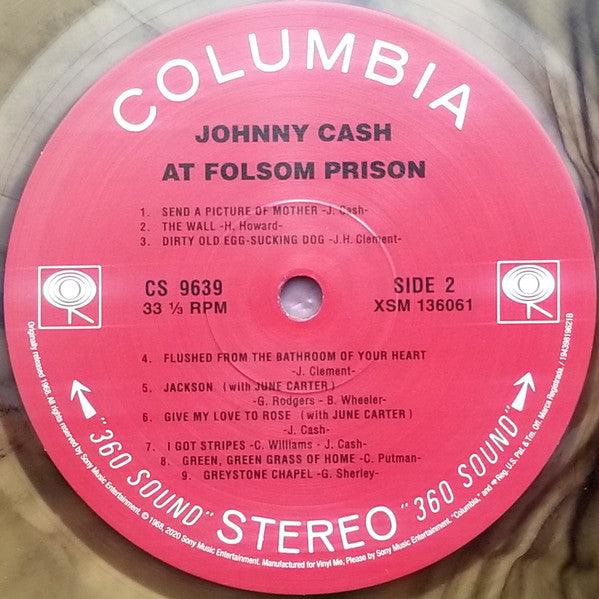 COLUMBIA
JOHNNY CASH
AT FOLSOM PRISON
1. SEND A PICTURE OF MOTHER -J. Cash-
2. THE WALL -H. Howard-
3. DIRTY OLD EGG-SUCKING DOG -J.H. Clement-
CS 9639
33 ⅓ RPM
SIDE 2
XSM 136061
4. FLUSHED FROM THE BATHROOM OF YOUR HEART
-J. Clement-
5. JACKSON (with JUNE CARTER)
-G. Rodgers - B. Wheeler-
6. GIVE MY LOVE TO ROSE (with JUNE CARTER)
-J. Cash-
7. I GOT STRIPES -C. Williams - J. Cash-
8. GREEN, GREEN GRASS OF HOME -C. Putman-
9. GREYSTONE CHAPEL -G. Sherley-
"360 SOUND" STEREO "360 SOUND"
Originally released 1968. All rights reserved by Sony Music Entertainment. ℗ 1968, 2020 Sony Music Entertainment. Manufactured for Vinyl Me, Please by Sony Music Entertainment. "Columbia," and Reg. U.S. Pat. & Tm. Off. Marca Registrada. / 19439819621B